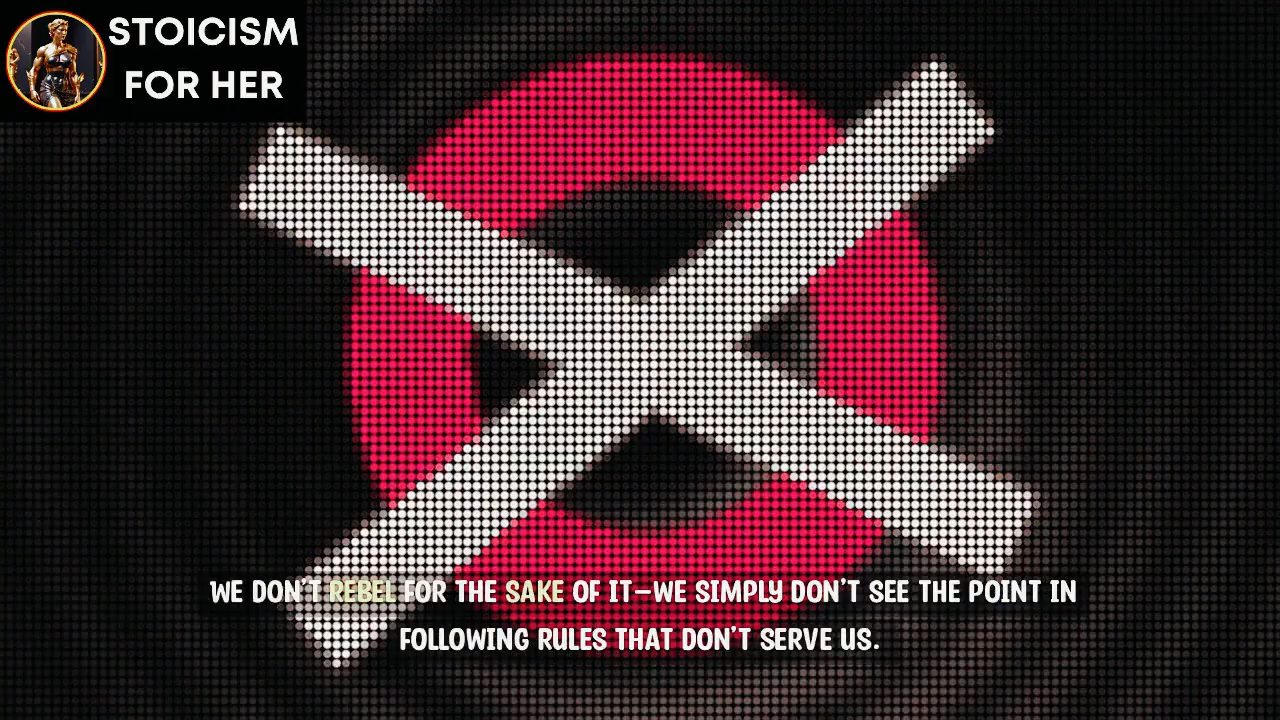 STOICISM
FOR HER
WE DON'T REBEL FOR THE SAKE OF IT–WE SIMPLY DON'T SEE THE POINT IN
FOLLOWING RULES THAT DON'T SERVE US.